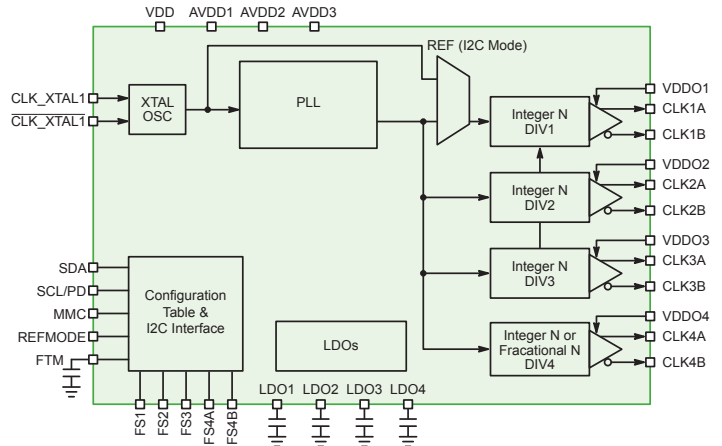 VDD AVDD1 AVDD2 AVDD3
REF (I2C Mode)
CLK_XTAL1
CLK_XTAL1
XTAL
OSC
PLL
Integer N
DIV1
VDDO1
CLK1A
CLK1B
Integer N
DIV2
VDDO2
CLK2A
CLK2B
Integer N
DIV3
VDDO3
CLK3A
CLK3B
Integer N or
Fracational N
DIV4
VDDO4
CLK4A
CLK4B
SDA
SCL/PD
MMC
REFMODE
FTM
Configuration
Table &
I2C Interface
LDOs
FS1
FS2
FS3
FS4A
FS4B
LDO1 LDO2 LDO3 LDO4